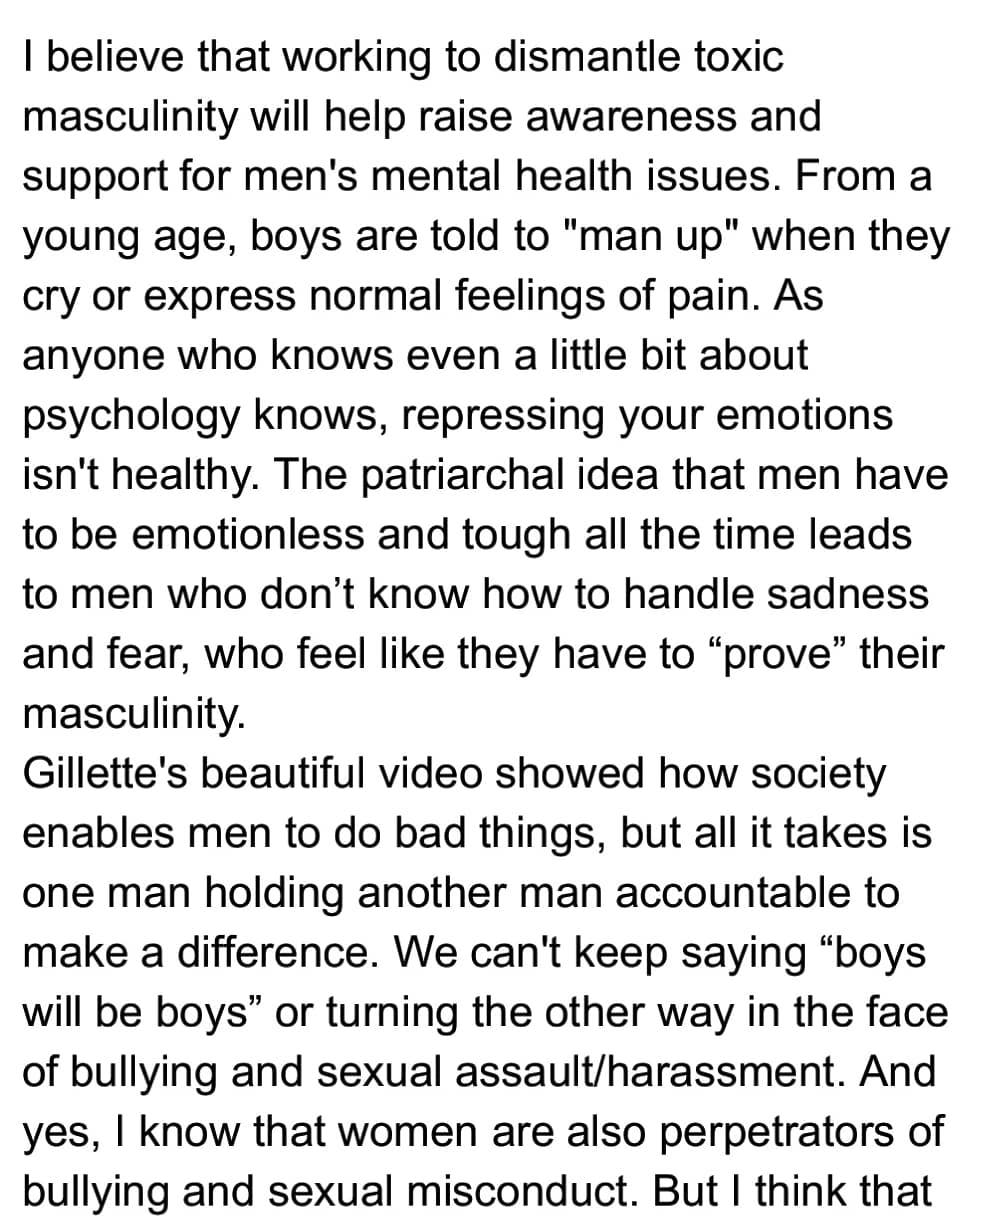 I believe that working to dismantle toxic
masculinity will help raise awareness and
support for men's mental health issues. From a
young age, boys are told to "man up" when they
cry or express normal feelings of pain. As
anyone who knows even a little bit about
psychology knows, repressing your emotions
isn't healthy. The patriarchal idea that men have
to be emotionless and tough all the time leads
to men who don’t know how to handle sadness
and fear, who feel like they have to “prove” their
masculinity.
Gillette's beautiful video showed how society
enables men to do bad things, but all it takes is
one man holding another man accountable to
make a difference. We can't keep saying “boys
will be boys” or turning the other way in the face
of bullying and sexual assault/harassment. And
yes, I know that women are also perpetrators of
bullying and sexual misconduct. But I think that